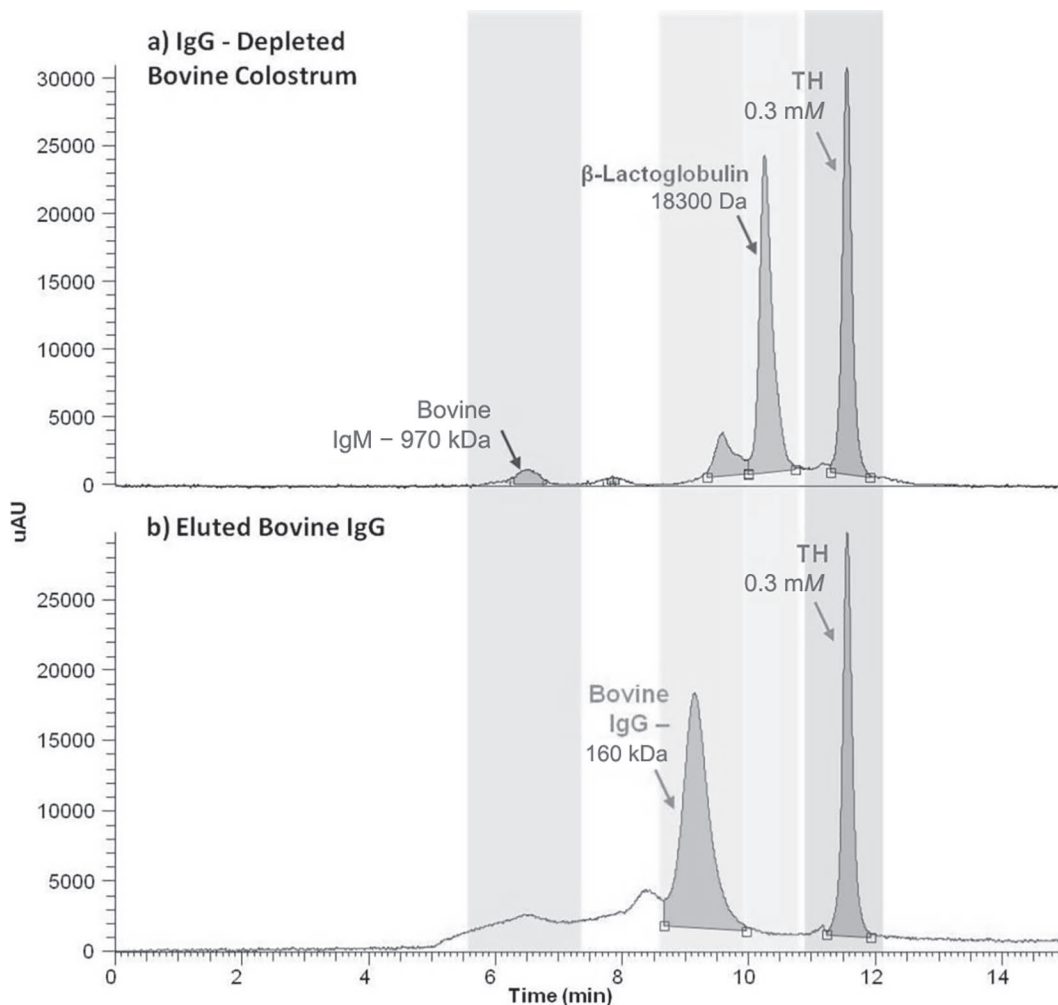 a) IgG - Depleted
Bovine Colostrum
30000
25000
20000
15000
10000
5000
0
TH
0.3 mM
β-Lactoglobulin
18300 Da
Bovine
IgM – 970 kDa
uAU
b) Eluted Bovine IgG
25000
20000
15000
10000
5000
0
TH
0.3 mM
Bovine
IgG –
160 kDa
0 2 4 6 8 10 12 14
Time (min)